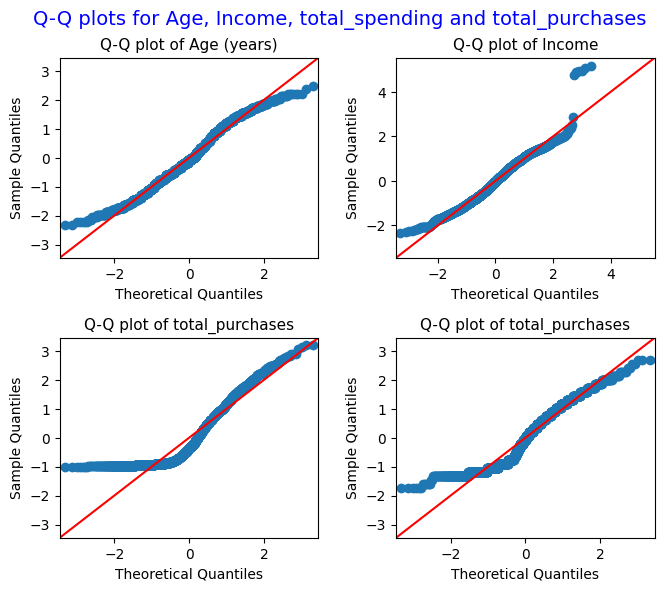 Q-Q plots for Age, Income, total_spending and total_purchases
Q-Q plot of Age (years)
Q-Q plot of Income
3
2
1
0
−1
−2
−3
Sample Quantiles
−2
0
2
Theoretical Quantiles
4
2
0
−2
Sample Quantiles
−2
0
2
4
Theoretical Quantiles
Q-Q plot of total_purchases
Q-Q plot of total_purchases
3
2
1
0
−1
−2
−3
Sample Quantiles
−2
0
2
Theoretical Quantiles
3
2
1
0
−1
−2
−3
Sample Quantiles
−2
0
2
Theoretical Quantiles